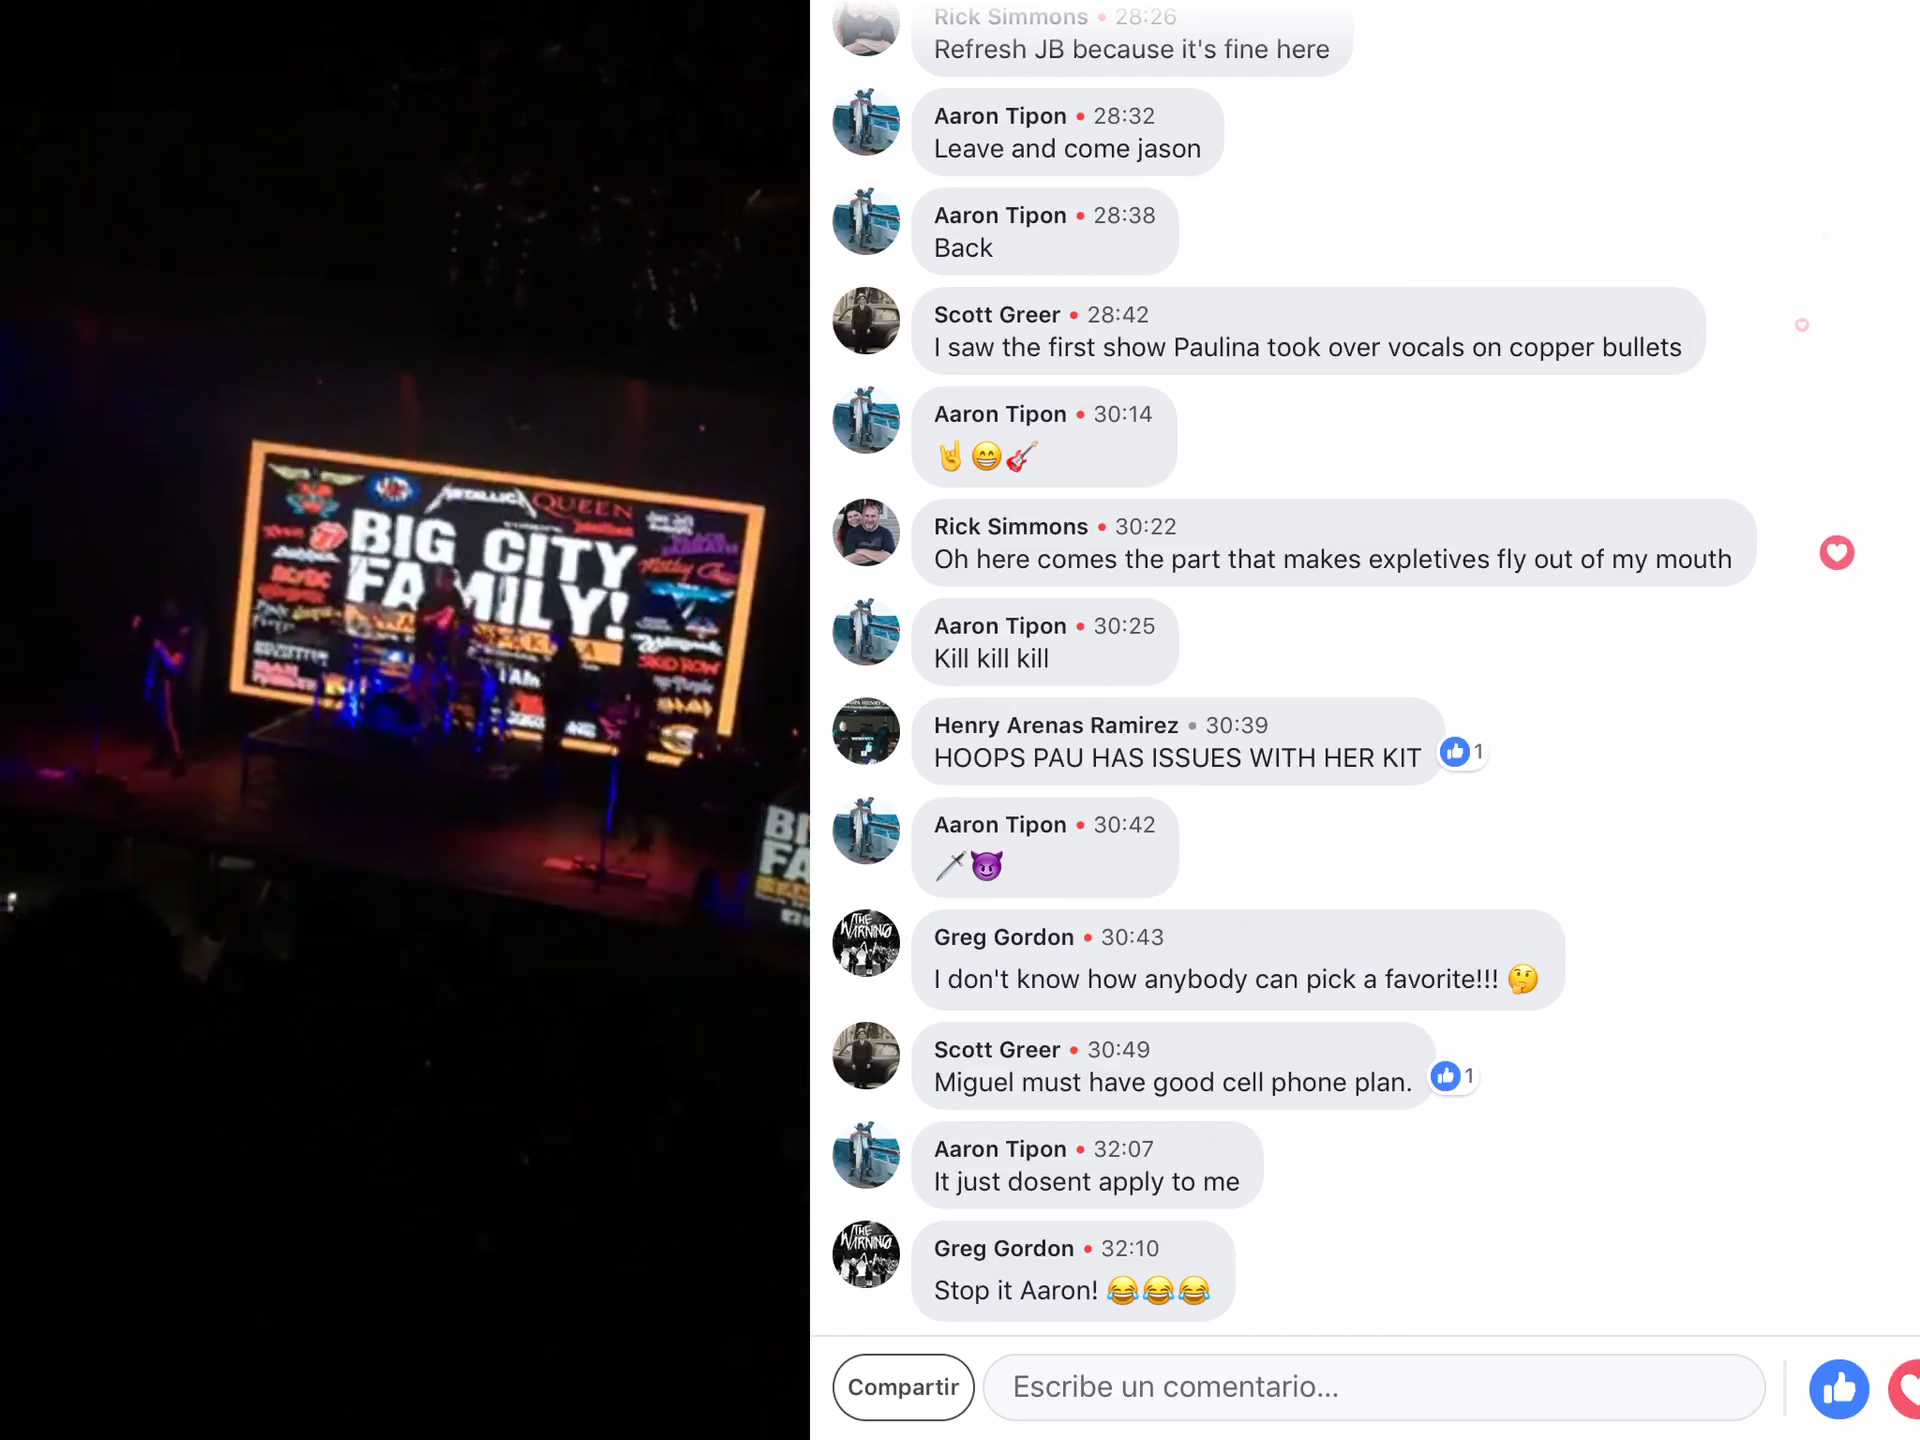 METALLICA QUEEN
BIG CITY
FAMILY!
AC/DC
Mötley Crüe
Whitesnake
SKID ROW
Rick Simmons • 28:26
Refresh JB because it's fine here
Aaron Tipon • 28:32
Leave and come jason
Aaron Tipon • 28:38
Back
Scott Greer • 28:42
I saw the first show Paulina took over vocals on copper bullets
Aaron Tipon • 30:14
🤘😁🎸
Rick Simmons • 30:22
Oh here comes the part that makes expletives fly out of my mouth
Aaron Tipon • 30:25
Kill kill kill
Henry Arenas Ramirez • 30:39
HOOPS PAU HAS ISSUES WITH HER KIT
1
Aaron Tipon • 30:42
🗡😈
THE WARNING
Greg Gordon • 30:43
I don't know how anybody can pick a favorite!!! 🤔
Scott Greer • 30:49
Miguel must have good cell phone plan.
1
Aaron Tipon • 32:07
It just dosent apply to me
THE WARNING
Greg Gordon • 32:10
Stop it Aaron! 😂😂😂
Compartir
Escribe un comentario...